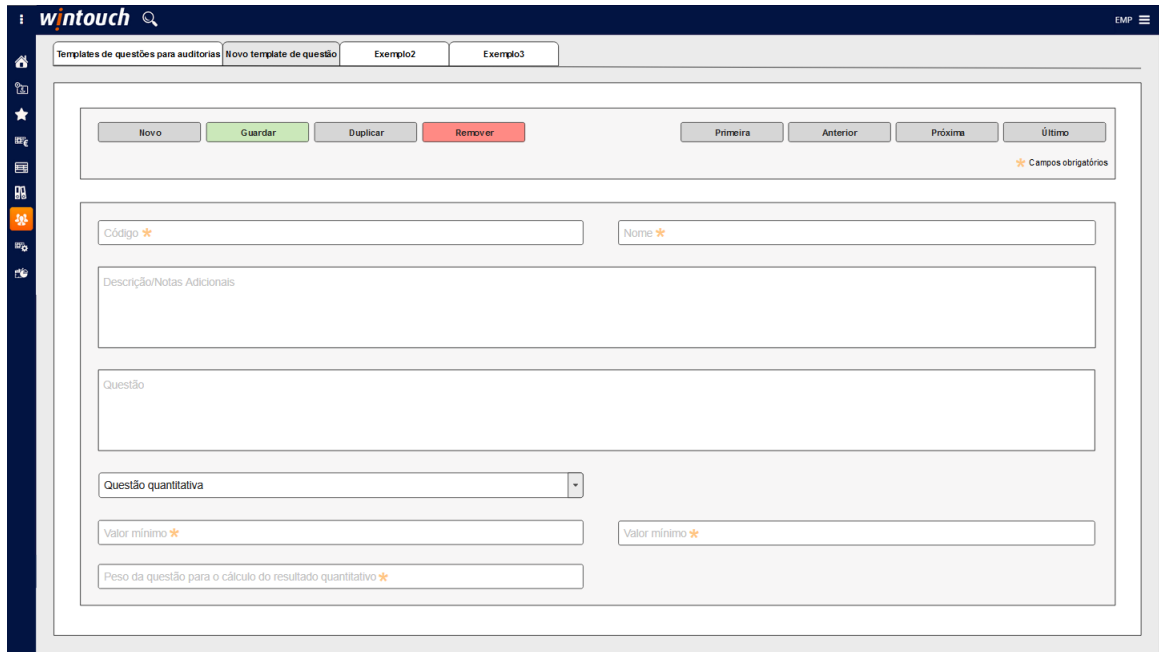 wintouch
EMP
Templates de questões para auditorias Novo template de questão Exemplo2 Exemplo3
Novo Guardar Duplicar Remover Primeira Anterior Próxima Último
* Campos obrigatórios
Código * Nome *
Descrição/Notas Adicionais
Questão
Questão quantitativa
Valor mínimo * Valor mínimo *
Peso da questão para o cálculo do resultado quantitativo *